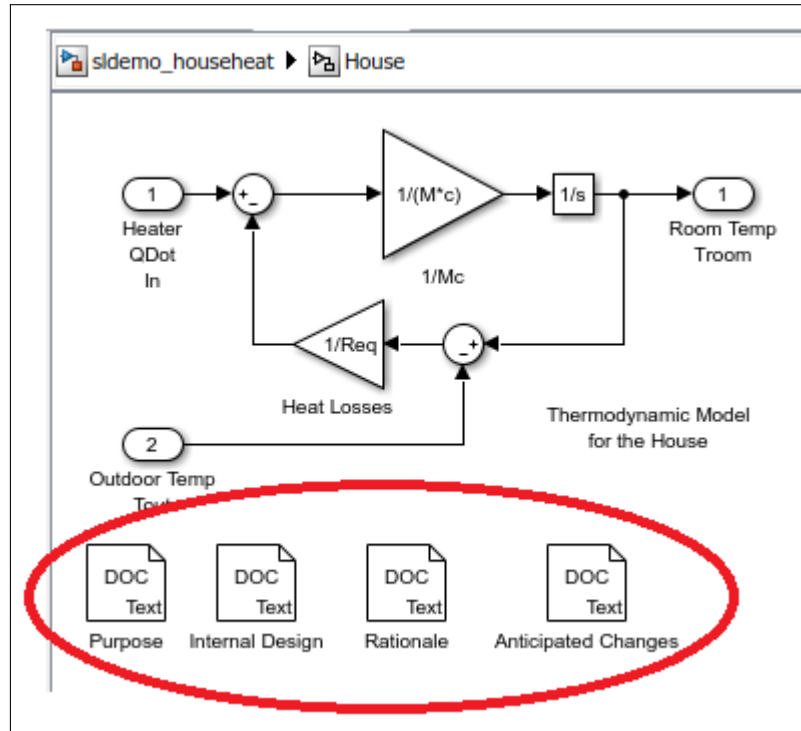 sldemo_househeat House
1
Heater
QDot
In
+_
1/(M*c)
1/Mc
1/s
1
Room Temp
Troom
1/Req
Heat Losses
_+
Thermodynamic Model
for the House
2
Outdoor Temp
Tout
DOC
Text
Purpose
DOC
Text
Internal Design
DOC
Text
Rationale
DOC
Text
Anticipated Changes